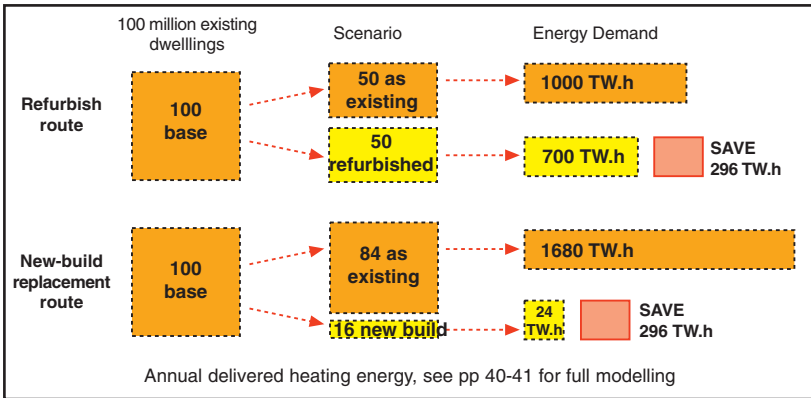 100 million existing
dwelllings
Scenario
Energy Demand
Refurbish
route
100
base
50 as
existing
1000 TW.h
50
refurbished
700 TW.h
SAVE
296 TW.h
New-build
replacement
route
100
base
84 as
existing
1680 TW.h
16 new build
24
TW.h
SAVE
296 TW.h
Annual delivered heating energy, see pp 40-41 for full modelling